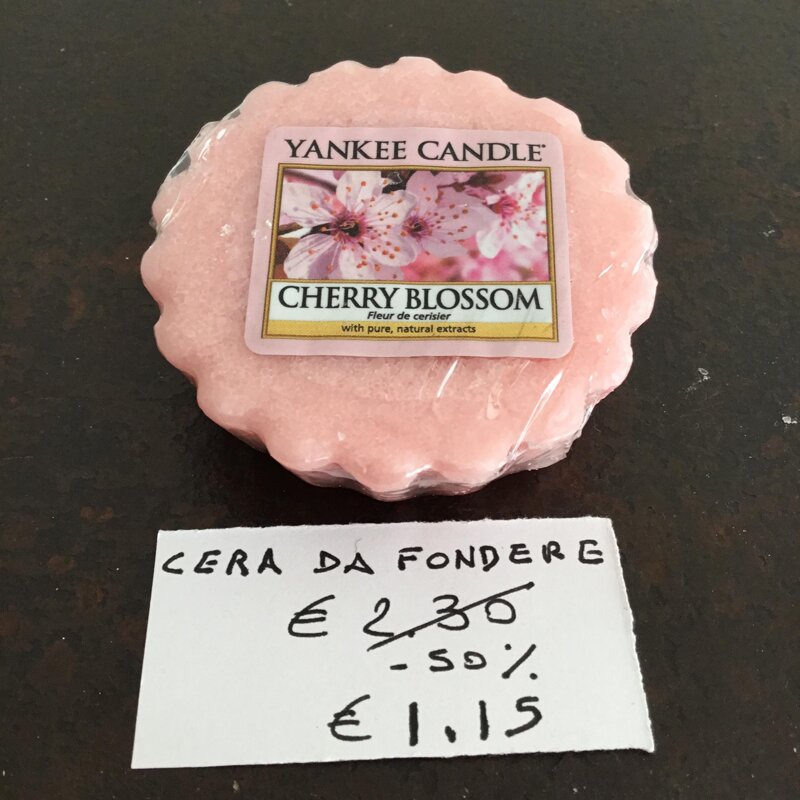 YANKEE CANDLE®
CHERRY BLOSSOM
Fleur de cerisier
with pure, natural extracts
CERA DA FONDERE
€ 2.30
-50%
€ 1.15